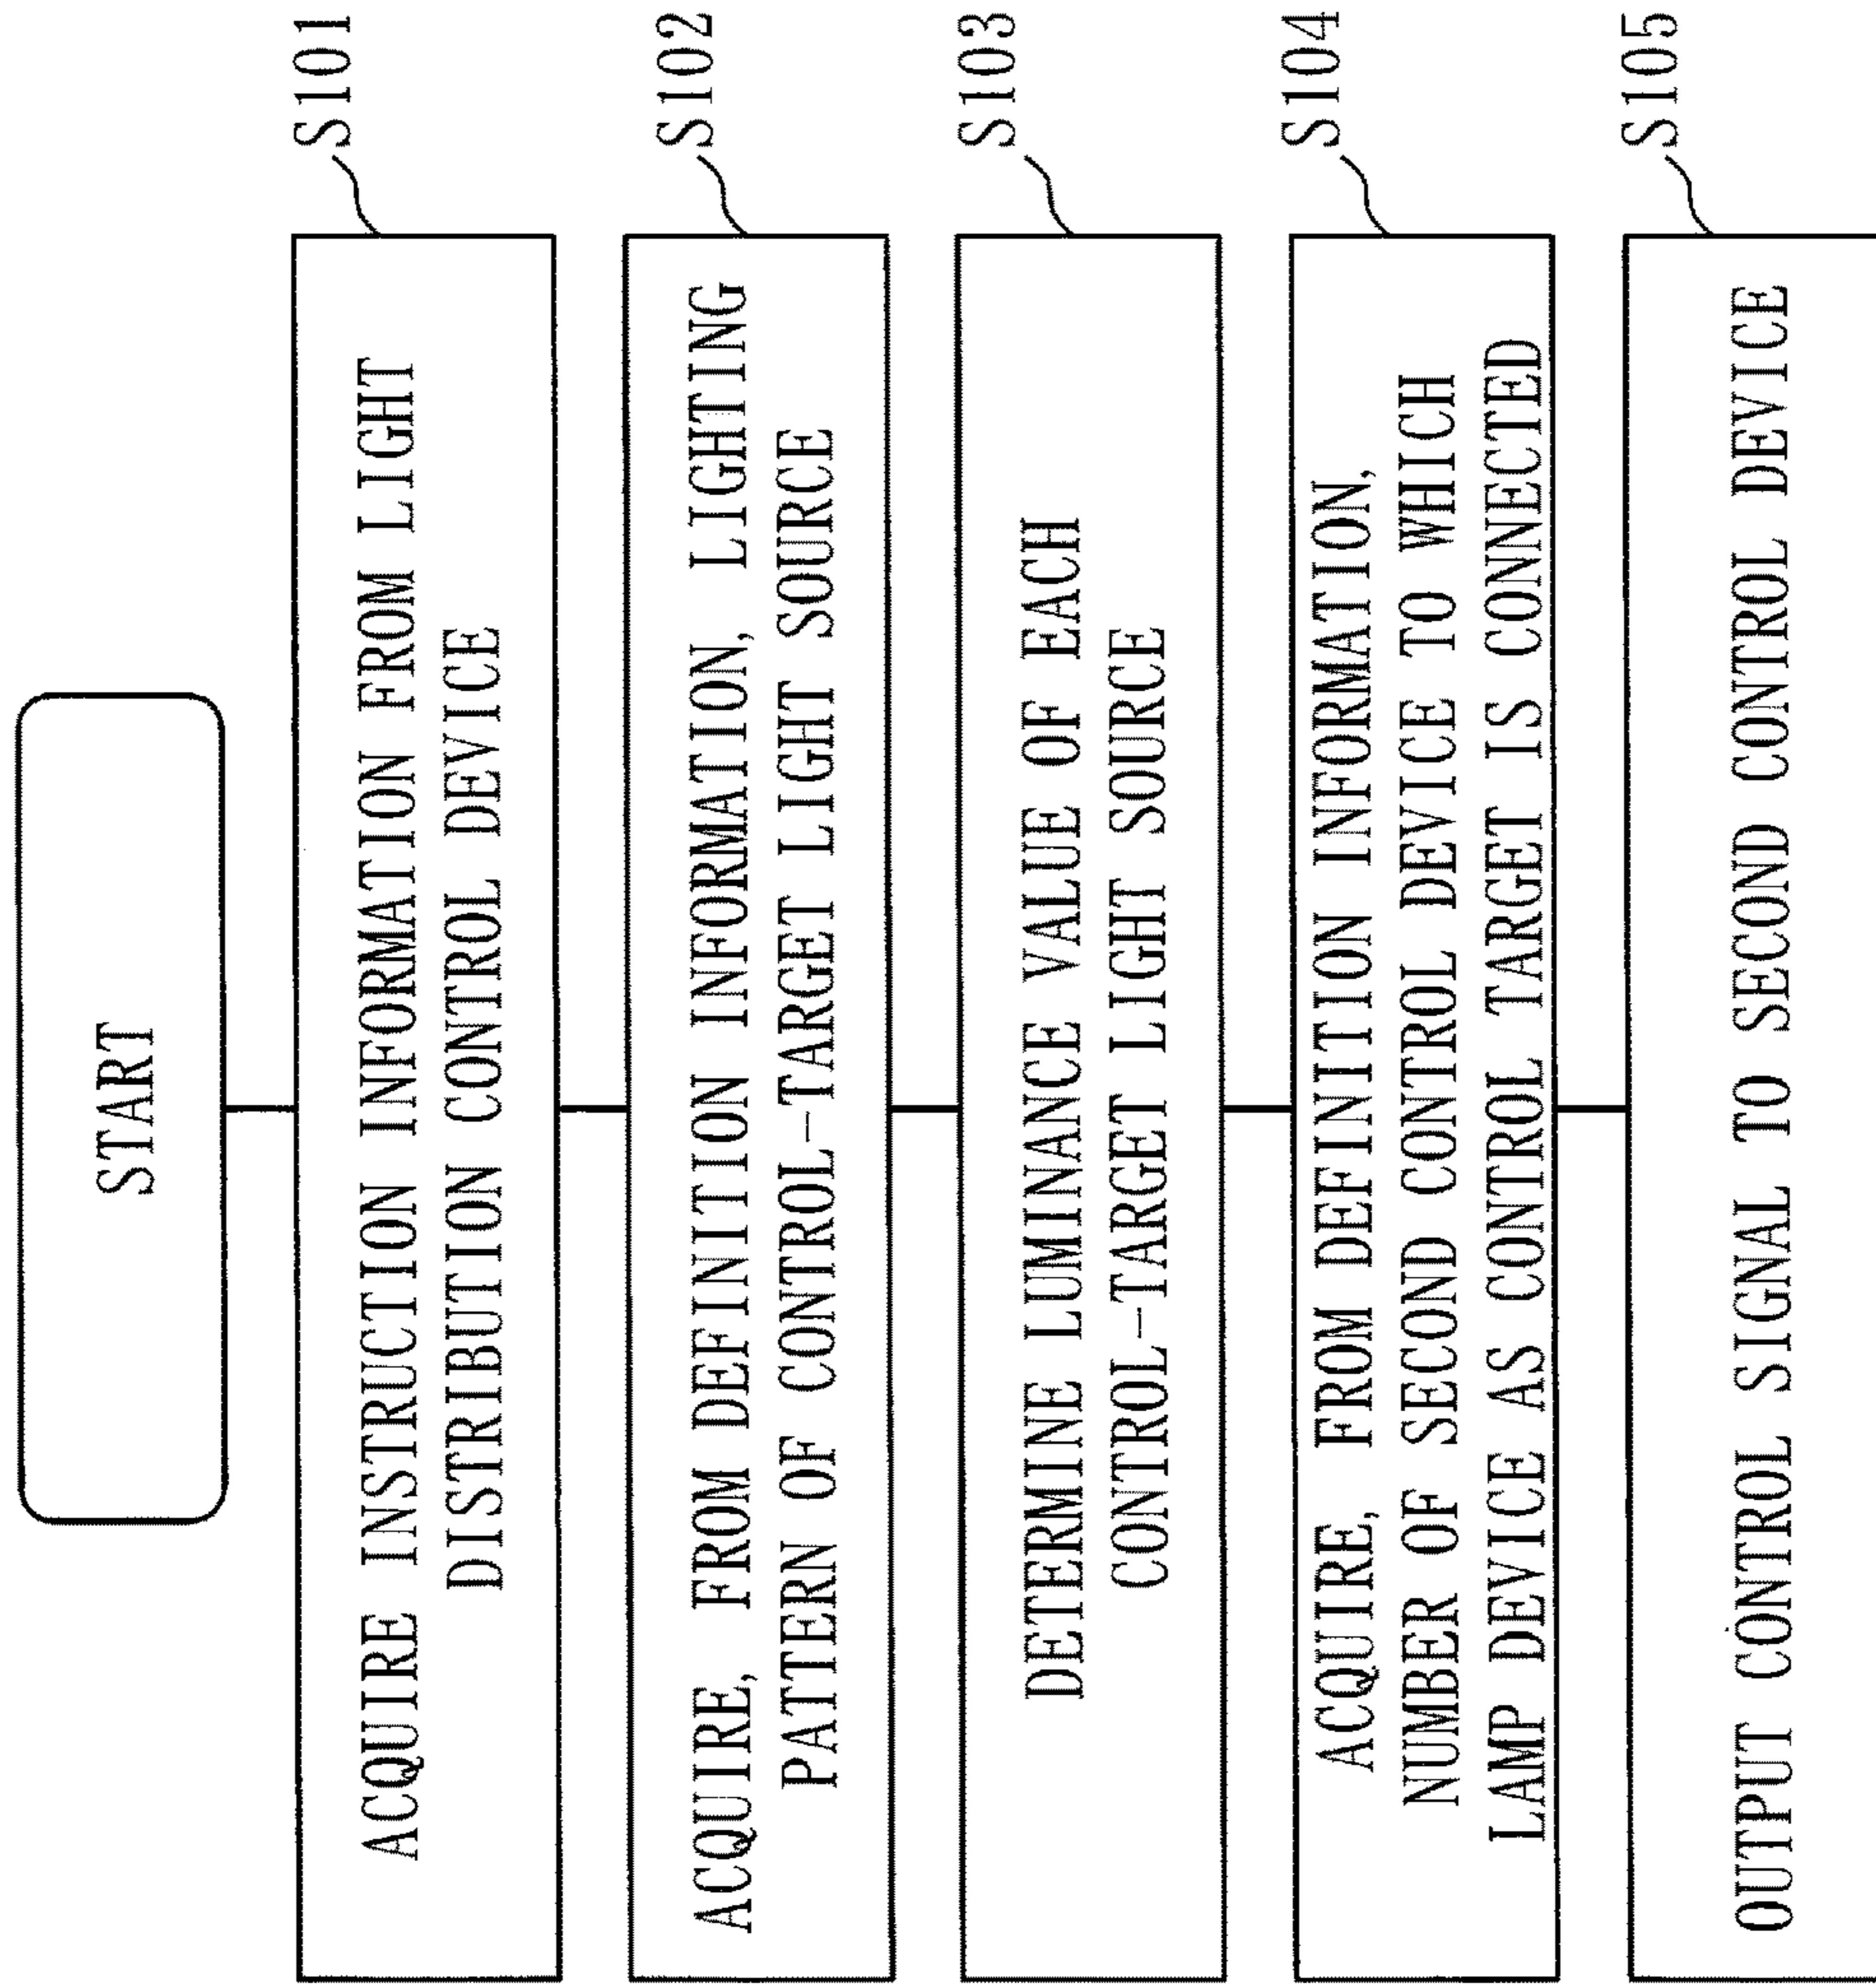 START
S101
ACQUIRE INSTRUCTION INFORMATION FROM LIGHT
DISTRIBUTION CONTROL DEVICE
S102
ACQUIRE, FROM DEFINITION INFORMATION, LIGHTING
PATTERN OF CONTROL-TARGET LIGHT SOURCE
S103
DETERMINE LUMINANCE VALUE OF EACH
CONTROL-TARGET LIGHT SOURCE
S104
ACQUIRE, FROM DEFINITION INFORMATION,
NUMBER OF SECOND CONTROL DEVICE TO WHICH
LAMP DEVICE AS CONTROL TARGET IS CONNECTED
S105
OUTPUT CONTROL SIGNAL TO SECOND CONTROL DEVICE